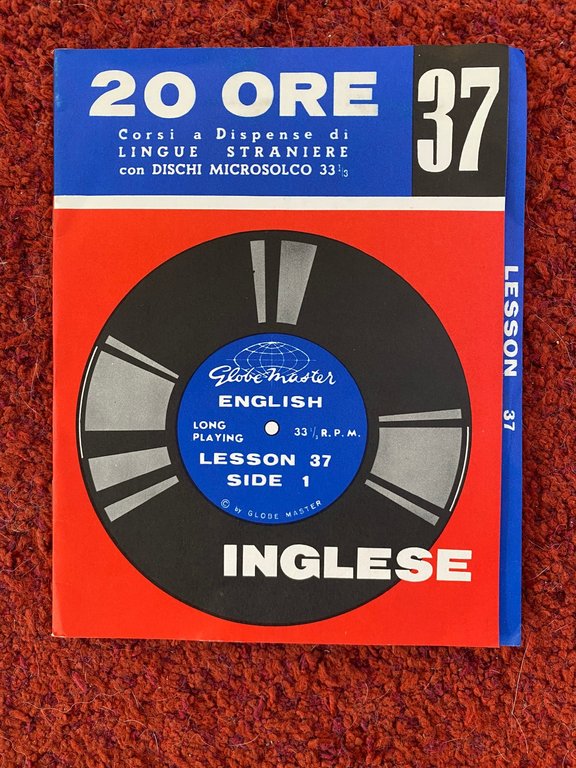 20 ORE
37
Corsi a Dispense di
LINGUE STRANIERE
con DISCHI MICROSOLCO 33 1/3
LESSON 37
Globe-Master
ENGLISH
LONG
PLAYING
33 1/3 R.P.M.
LESSON 37
SIDE 1
© by GLOBE MASTER
INGLESE